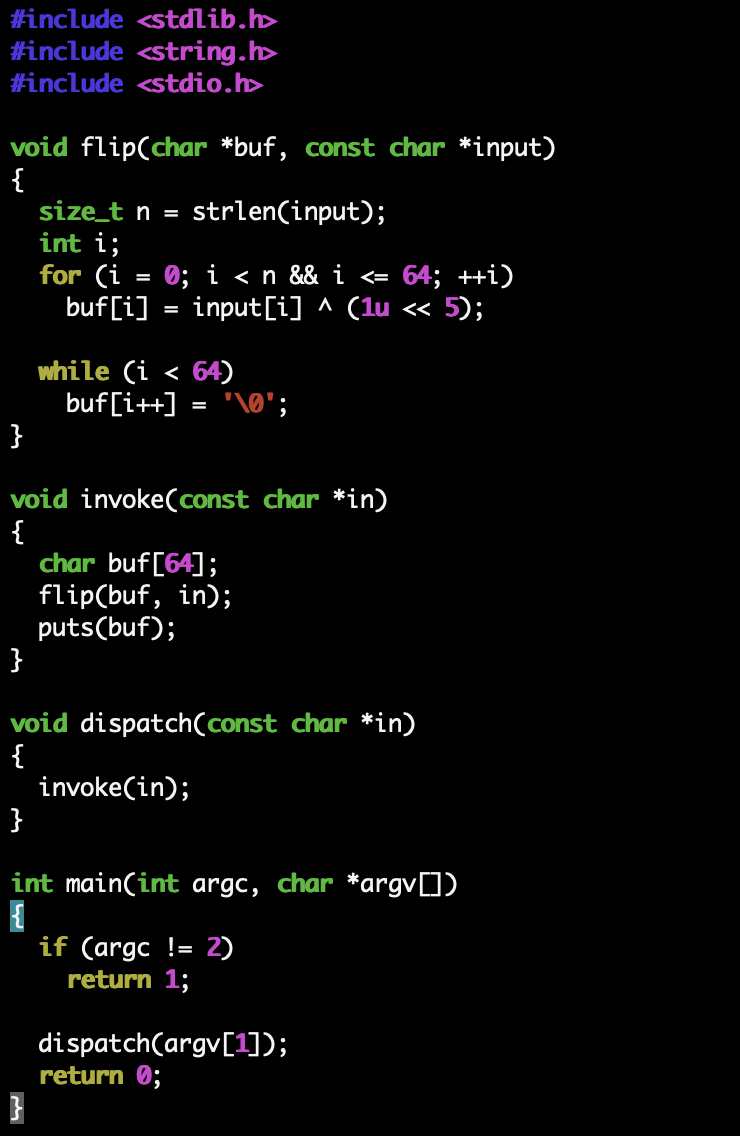 #include <stdlib.h>
#include <string.h>
#include <stdio.h>

void flip(char *buf, const char *input)
{
  size_t n = strlen(input);
  int i;
  for (i = 0; i < n && i <= 64; ++i)
    buf[i] = input[i] ^ (1u << 5);

  while (i < 64)
    buf[i++] = '\0';
}

void invoke(const char *in)
{
  char buf[64];
  flip(buf, in);
  puts(buf);
}

void dispatch(const char *in)
{
  invoke(in);
}

int main(int argc, char *argv[])
{
  if (argc != 2)
    return 1;

  dispatch(argv[1]);
  return 0;
}